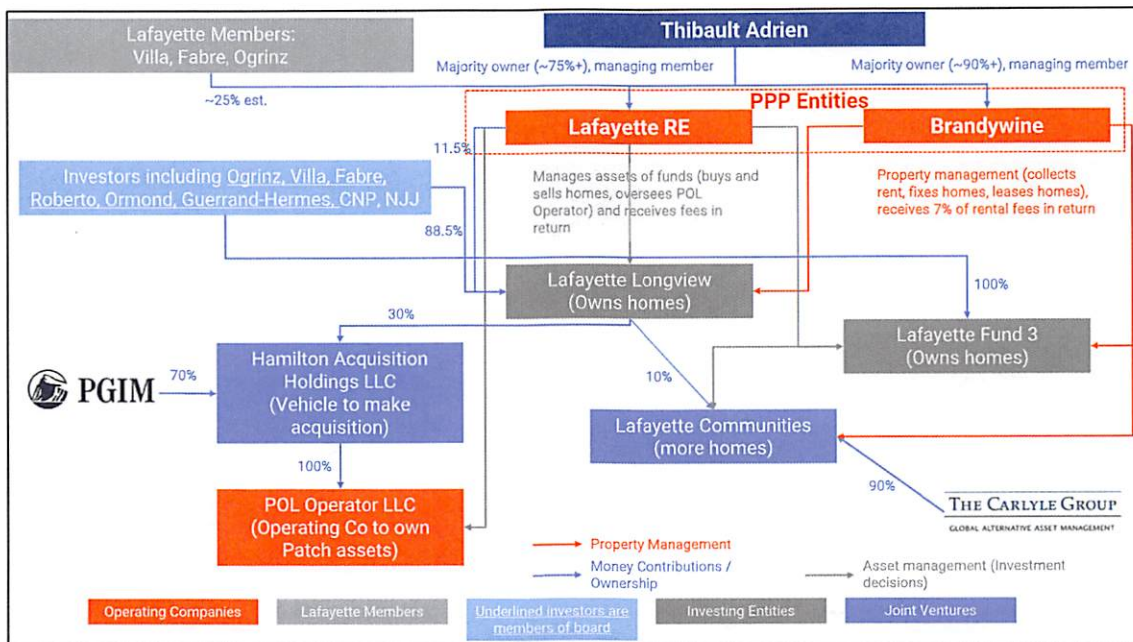 Lafayette Members:
Villa, Fabre, Ogrinz
Thibault Adrien
Majority owner (~75%+), managing member
Majority owner (~90%+), managing member
~25% est.
PPP Entities
Lafayette RE
Brandywine
11.5%
Investors including Ogrinz, Villa, Fabre,
Roberto, Ormond, Guerrand-Hermes, CNP, NJJ
Manages assets of funds (buys and
sells homes, oversees POL
Operator) and receives fees in
return
Property management (collects
rent, fixes homes, leases homes),
receives 7% of rental fees in return
88.5%
Lafayette Longview
(Owns homes)
100%
30%
Lafayette Fund 3
(Owns homes)
PGIM
70%
Hamilton Acquisition
Holdings LLC
(Vehicle to make
acquisition)
10%
Lafayette Communities
(more homes)
100%
90%
POL Operator LLC
(Operating Co to own
Patch assets)
THE CARLYLE GROUP
GLOBAL ALTERNATIVE ASSET MANAGEMENT
Property Management
Money Contributions /
Ownership
Asset management (Investment
decisions)
Operating Companies
Lafayette Members
Underlined investors are
members of board
Investing Entities
Joint Ventures